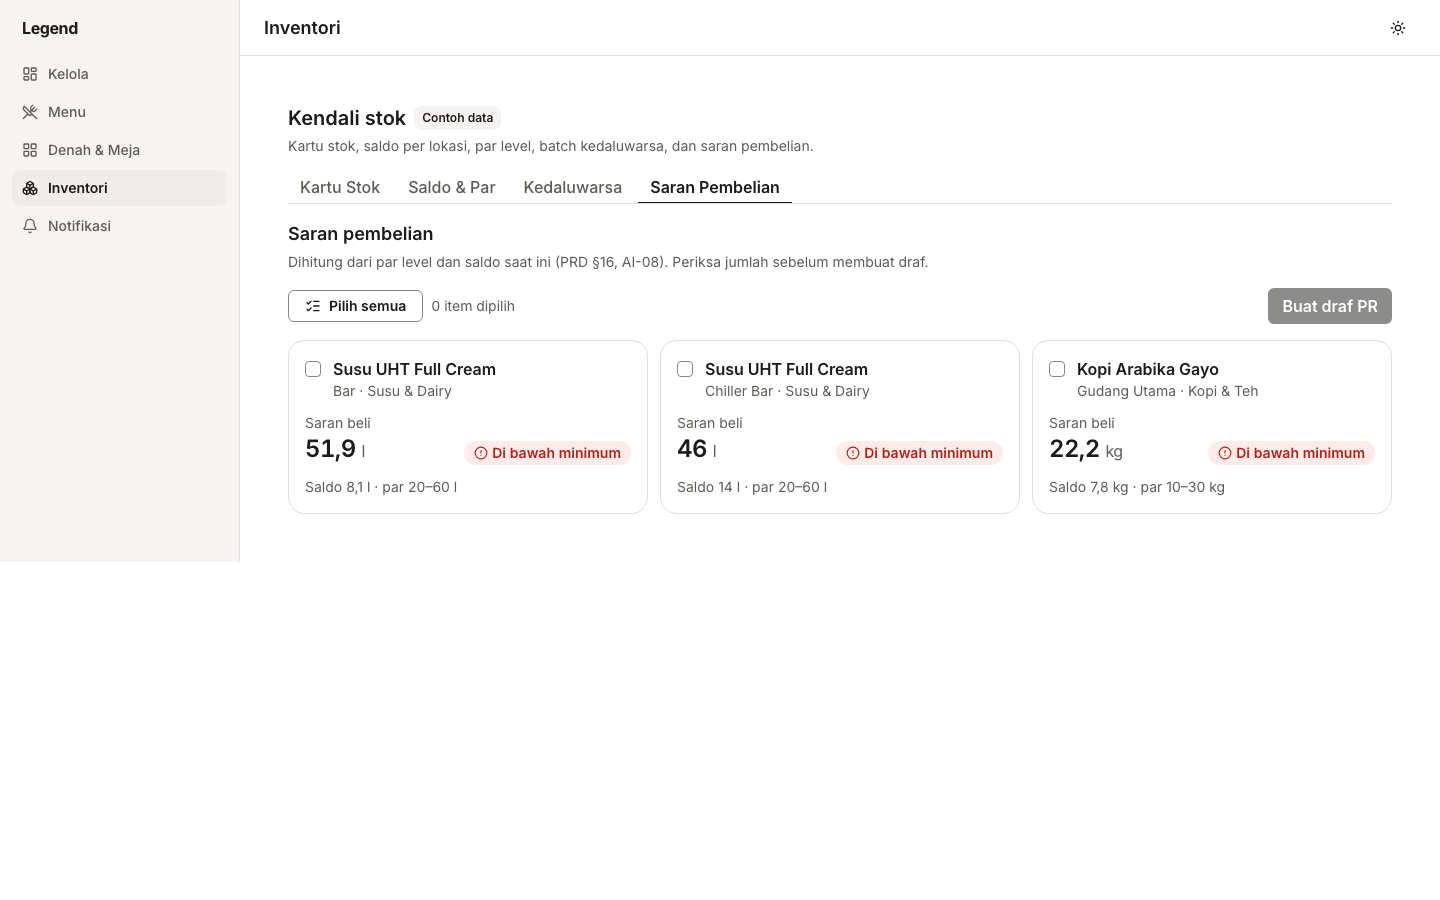 Legend
Kelola
Menu
Denah & Meja
Inventori
Notifikasi
Inventori
Kendali stok
Contoh data
Kartu stok, saldo per lokasi, par level, batch kedaluwarsa, dan saran pembelian.
Kartu Stok
Saldo & Par
Kedaluwarsa
Saran Pembelian
Saran pembelian
Dihitung dari par level dan saldo saat ini (PRD §16, AI-08). Periksa jumlah sebelum membuat draf.
Pilih semua
0 item dipilih
Buat draf PR
Susu UHT Full Cream
Bar · Susu & Dairy
Saran beli
51,9 l
Di bawah minimum
Saldo 8,1 l · par 20–60 l
Susu UHT Full Cream
Chiller Bar · Susu & Dairy
Saran beli
46 l
Di bawah minimum
Saldo 14 l · par 20–60 l
Kopi Arabika Gayo
Gudang Utama · Kopi & Teh
Saran beli
22,2 kg
Di bawah minimum
Saldo 7,8 kg · par 10–30 kg